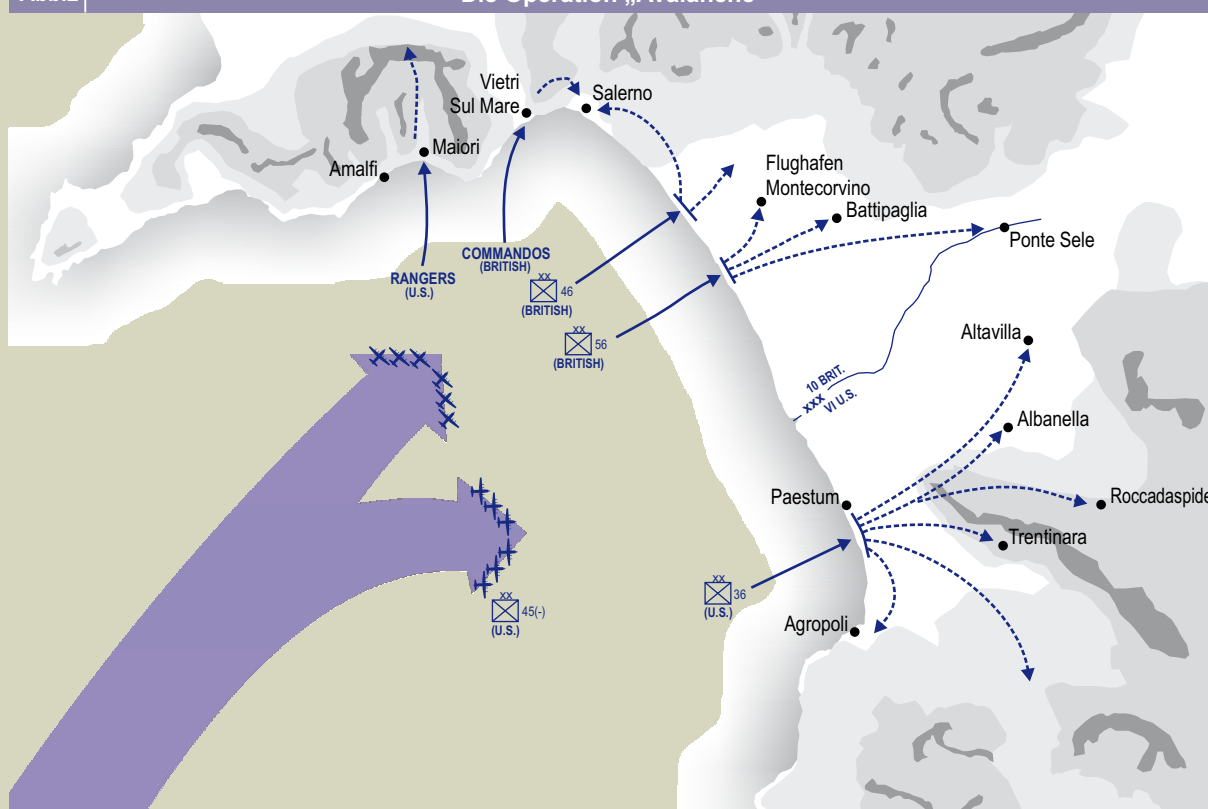 Die Operation „Avalanche“
Vietri
Sul Mare
Salerno
Maiori
Amalfi
Flughafen
Montecorvino
Battipaglia
Ponte Sele
RANGERS
(U.S.)
COMMANDOS
(BRITISH)
XX
46
(BRITISH)
XX
56
(BRITISH)
Altavilla
10 BRIT.
XXX
VI U.S.
Albanella
Paestum
Roccadaspide
Trentinara
XX
45(-)
(U.S.)
XX
36
(U.S.)
Agropoli